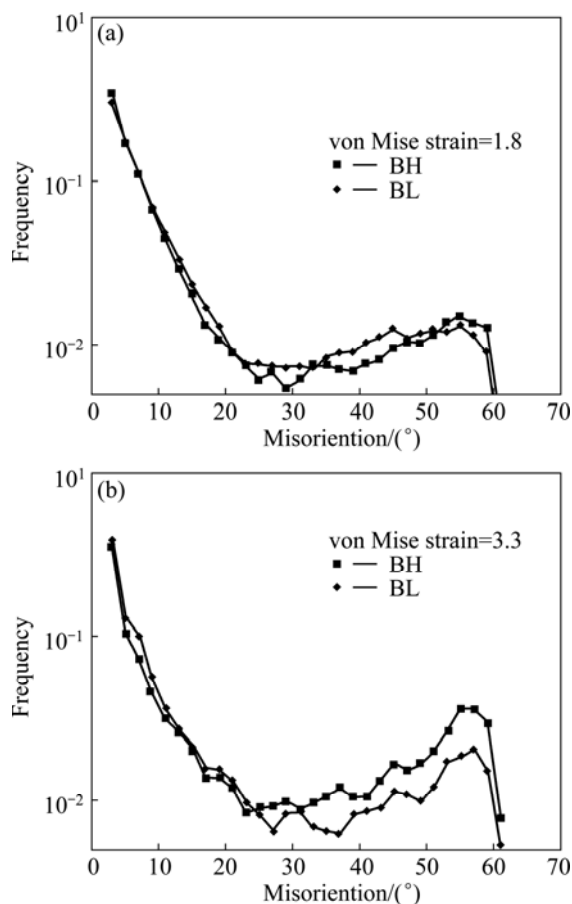 (a)
10^1
10^-1
10^-2
Frequency
von Mise strain=1.8
BH
BL
0 10 20 30 40 50 60 70
Misoriention/(°)
(b)
10^1
10^-1
10^-2
Frequency
von Mise strain=3.3
BH
BL
0 10 20 30 40 50 60 70
Misoriention/(°)